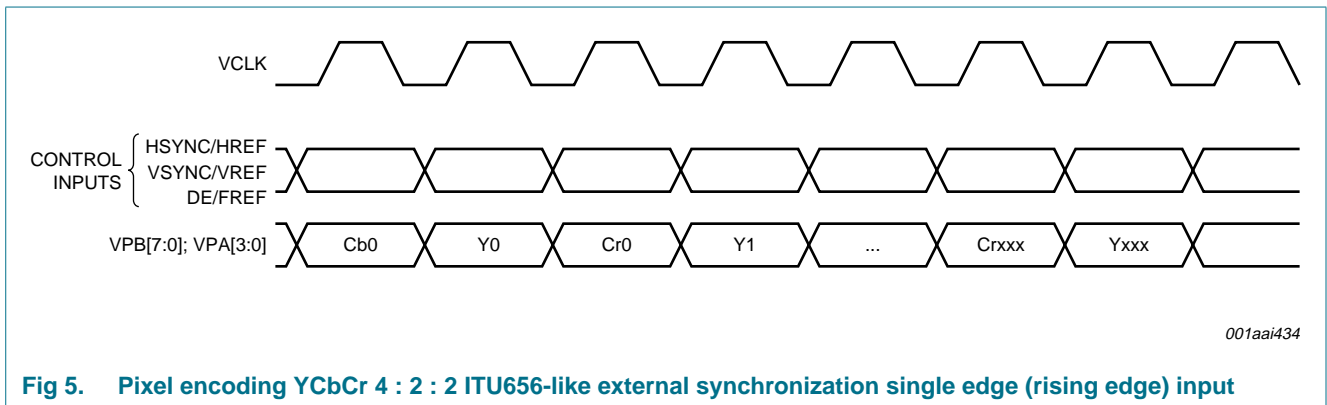 VCLK
CONTROL INPUTS
HSYNC/HREF
VSYNC/VREF
DE/FREF
VPB[7:0]; VPA[3:0]
Cb0 Y0 Cr0 Y1 ... Crxxx Yxxx
001aai434
Fig 5. Pixel encoding YCbCr 4 : 2 : 2 ITU656-like external synchronization single edge (rising edge) input